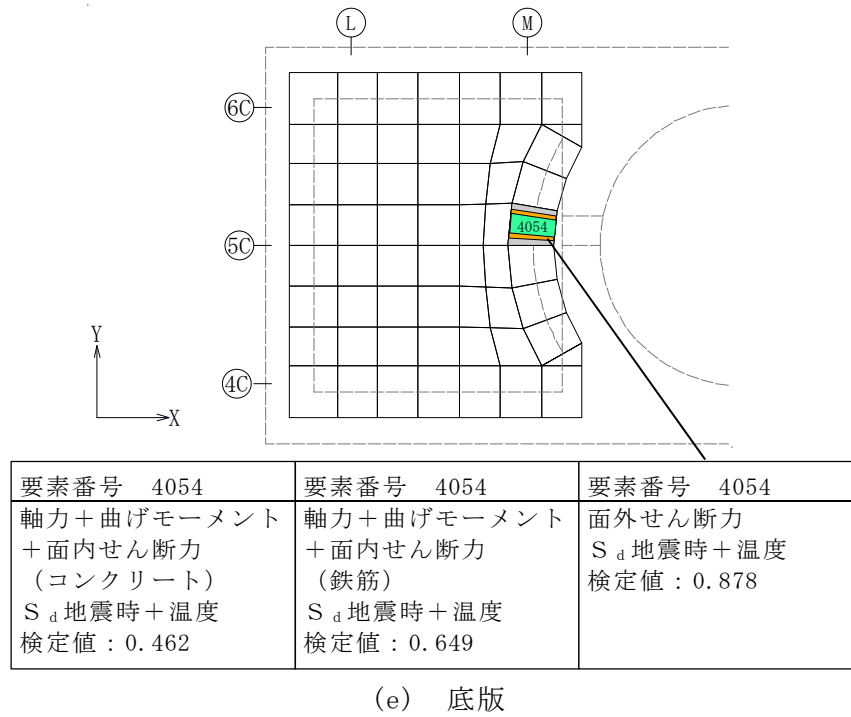 L
M
6C
5C
4C
4054
Y
X
要素番号 4054
軸力＋曲げモーメント
＋面内せん断力
（コンクリート）
Ｓｄ地震時＋温度
検定値：0.462
要素番号 4054
軸力＋曲げモーメント
＋面内せん断力
（鉄筋）
Ｓｄ地震時＋温度
検定値：0.649
要素番号 4054
面外せん断力
Ｓｄ地震時＋温度
検定値：0.878
(e) 底版